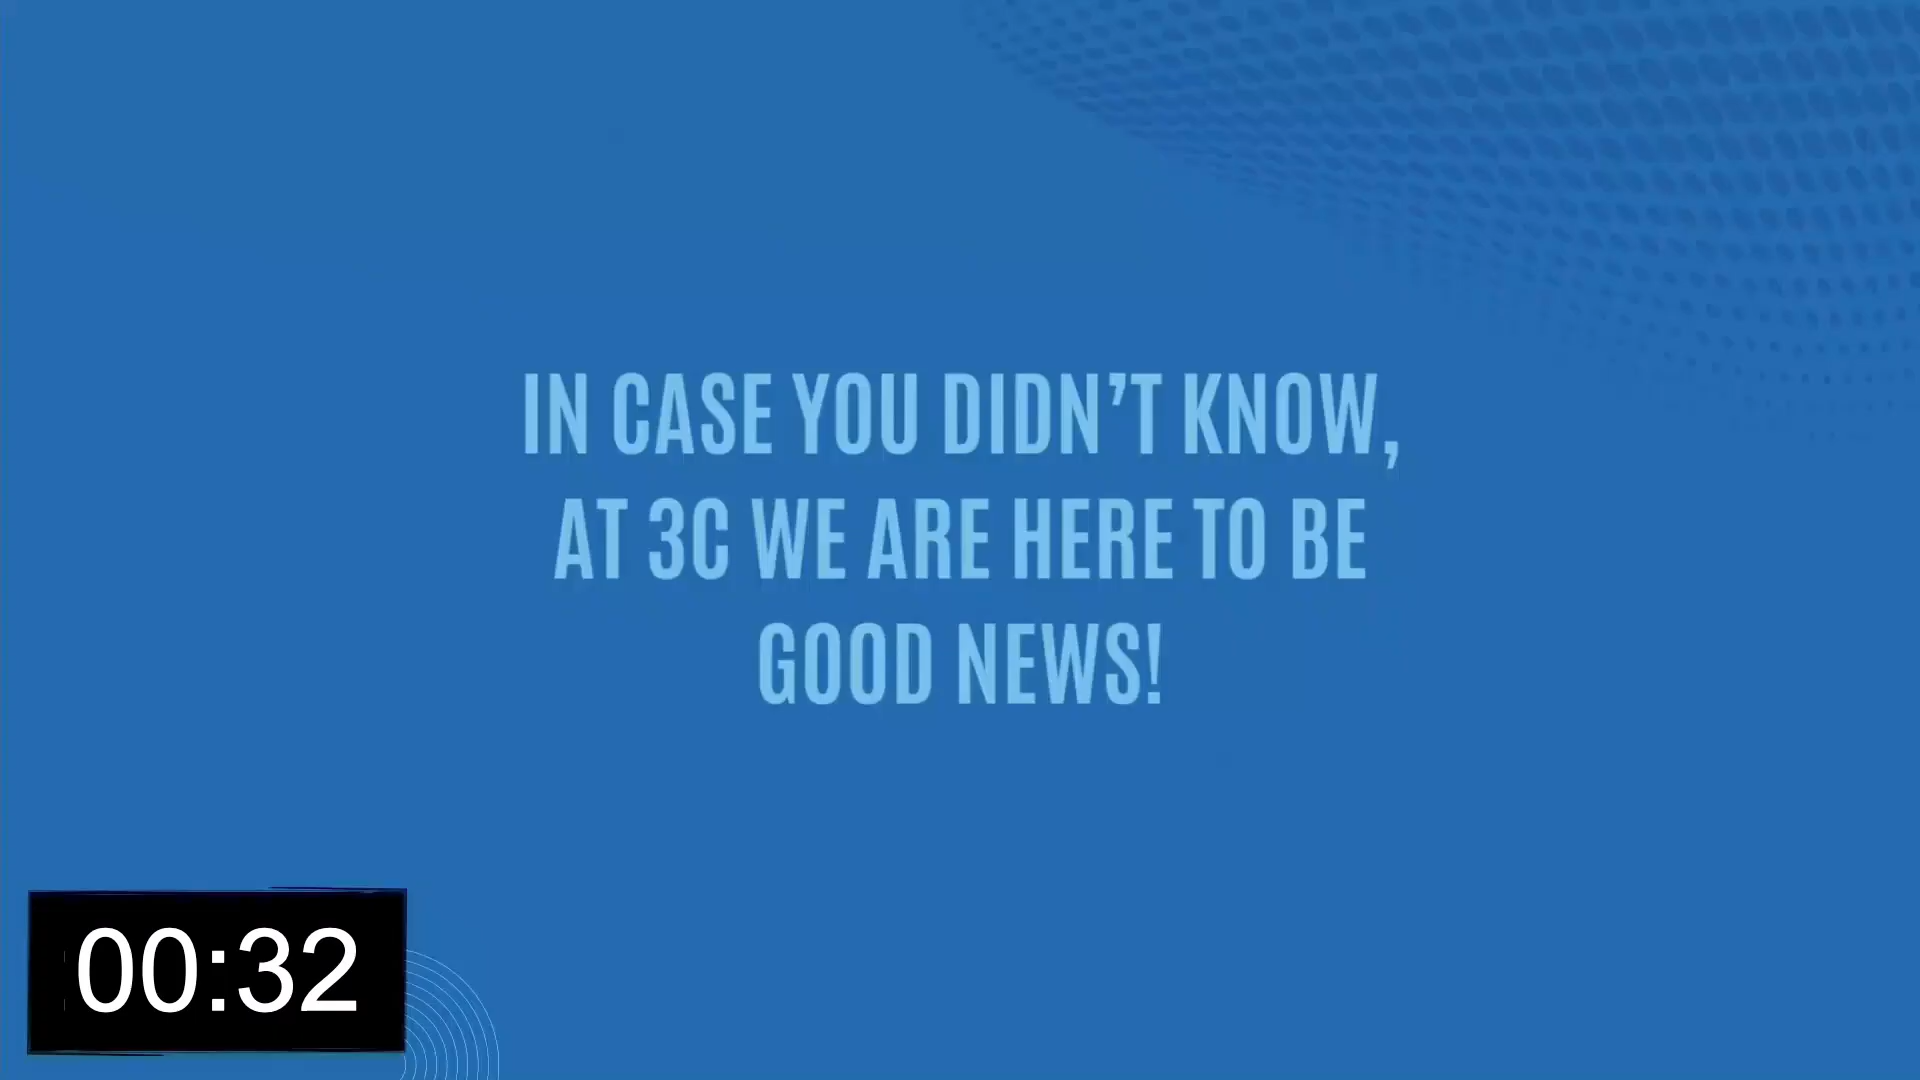 IN CASE YOU DIDN’T KNOW,
AT 3C WE ARE HERE TO BE
GOOD NEWS!
00:32